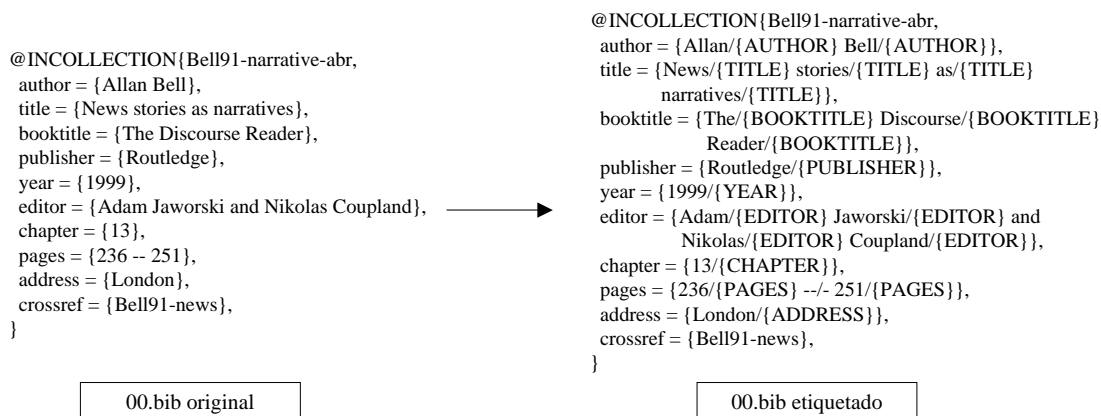 @INCOLLECTION{Bell91-narrative-abr,
author = {Allan Bell},
title = {News stories as narratives},
booktitle = {The Discourse Reader},
publisher = {Routledge},
year = {1999},
editor = {Adam Jaworski and Nikolas Coupland},
chapter = {13},
pages = {236 -- 251},
address = {London},
crossref = {Bell91-news},
}
00.bib original
@INCOLLECTION{Bell91-narrative-abr,
author = {Allan/{AUTHOR} Bell/{AUTHOR}},
title = {News/{TITLE} stories/{TITLE} as/{TITLE}
narratives/{TITLE}},
booktitle = {The/{BOOKTITLE} Discourse/{BOOKTITLE}
Reader/{BOOKTITLE}},
publisher = {Routledge/{PUBLISHER}},
year = {1999/{YEAR}},
editor = {Adam/{EDITOR} Jaworski/{EDITOR} and
Nikolas/{EDITOR} Coupland/{EDITOR}},
chapter = {13/{CHAPTER}},
pages = {236/{PAGES} --/- 251/{PAGES}},
address = {London/{ADDRESS}},
crossref = {Bell91-news},
}
00.bib etiquetado